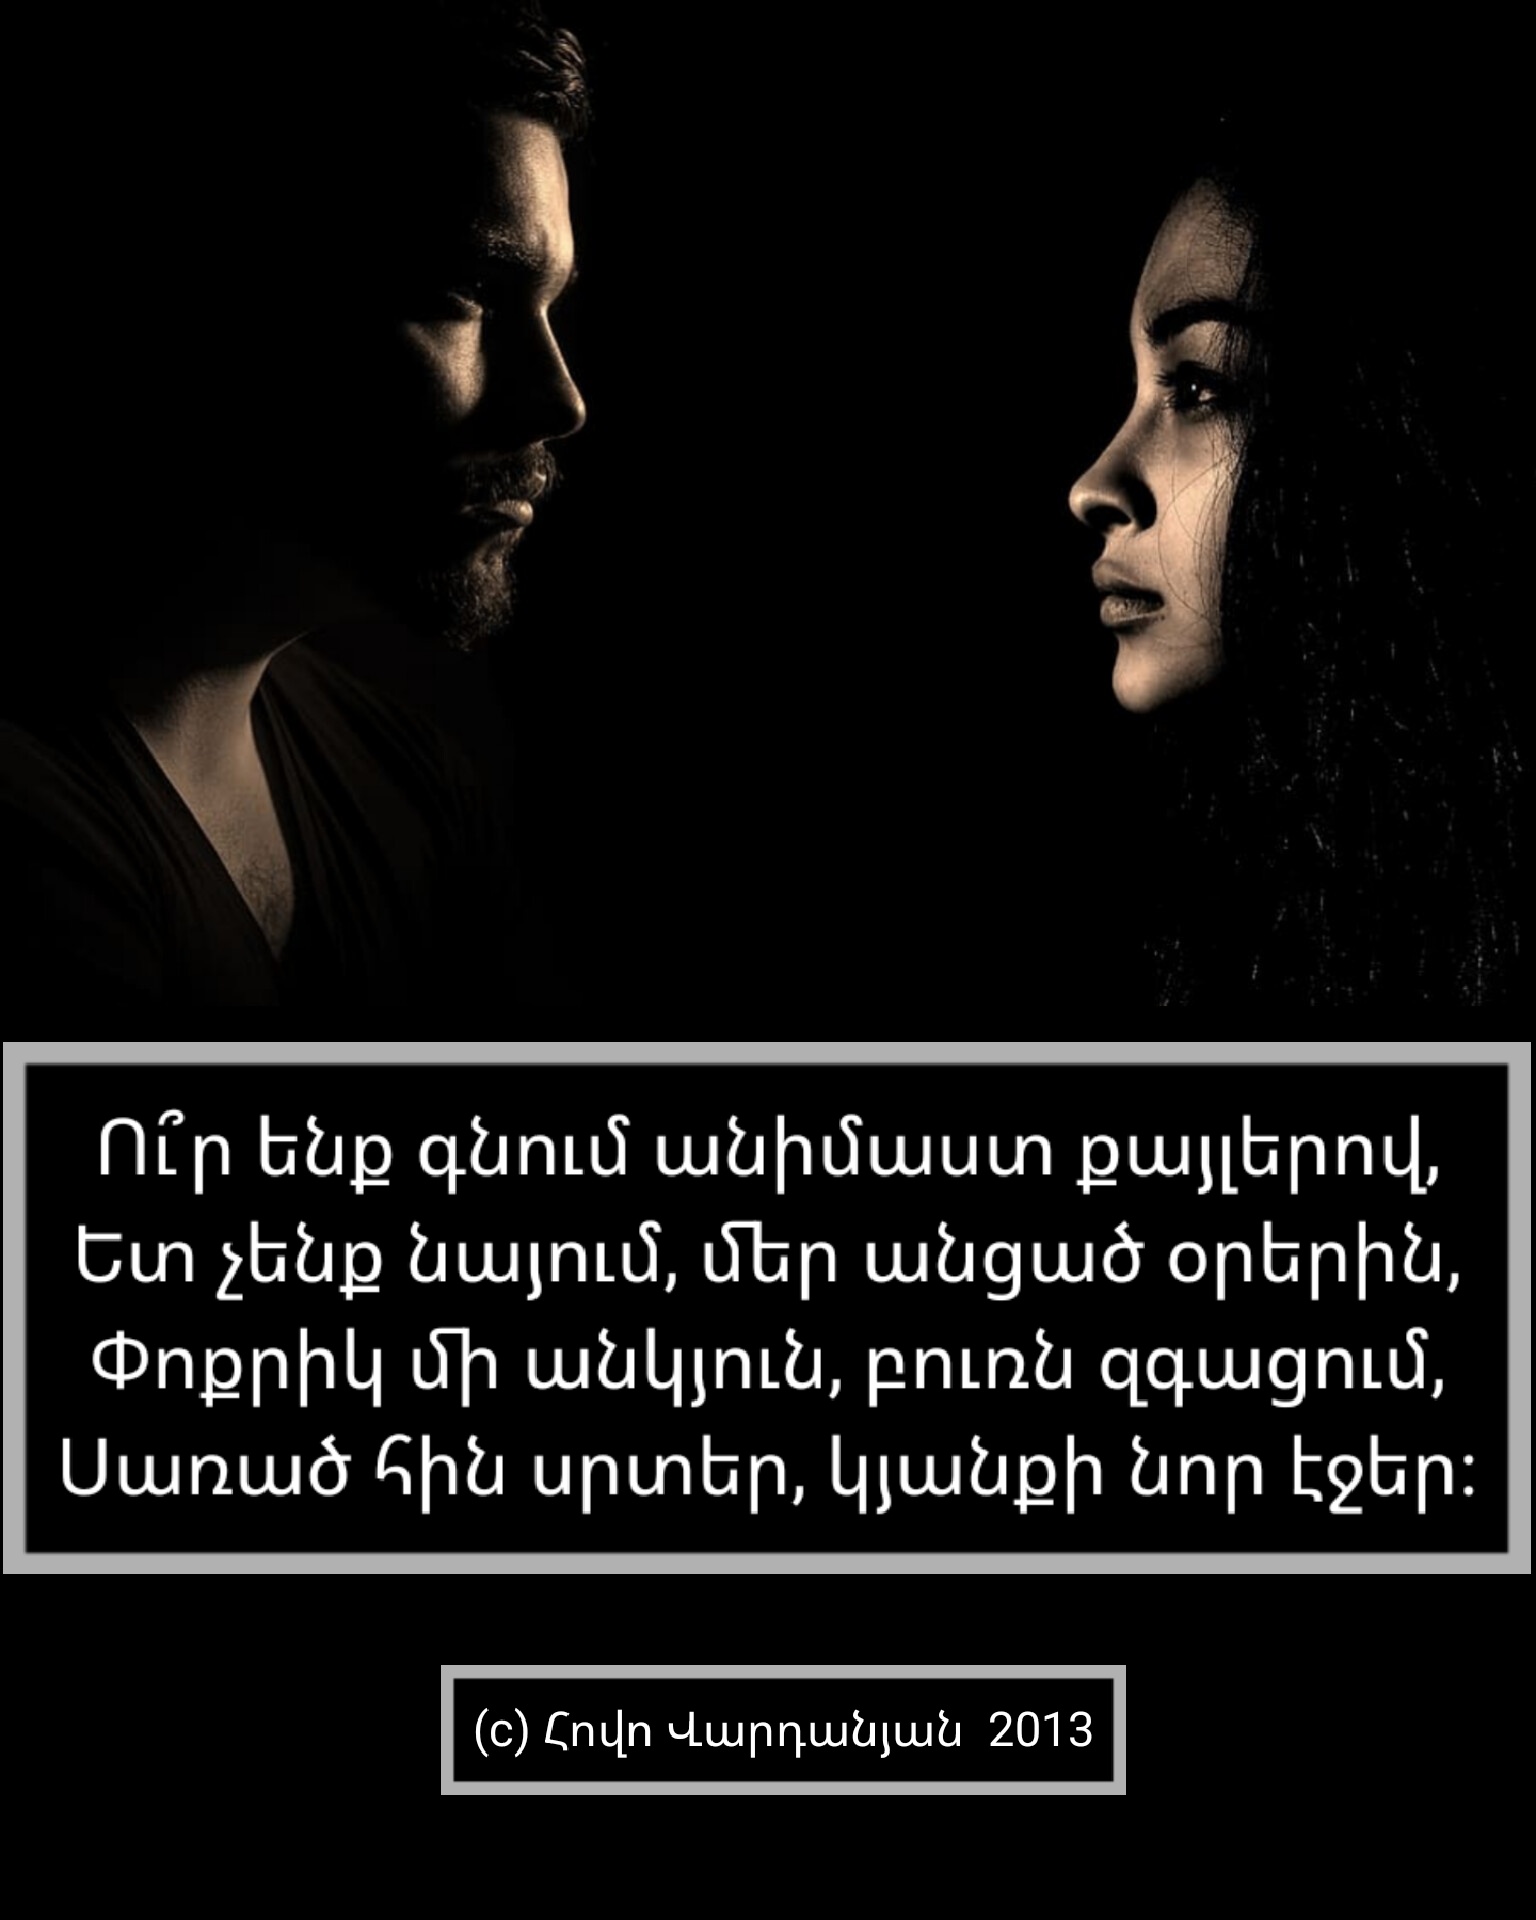 Ու՞ր ենք գնում անիմաստ քայլերով,
Ետ չենք նայում, մեր անցած օրերին,
Փոքրիկ մի անկյուն, բուռն զգացում,
Սառած հին սրտեր, կյանքի նոր էջեր:
(c) Հովո Վարդանյան 2013